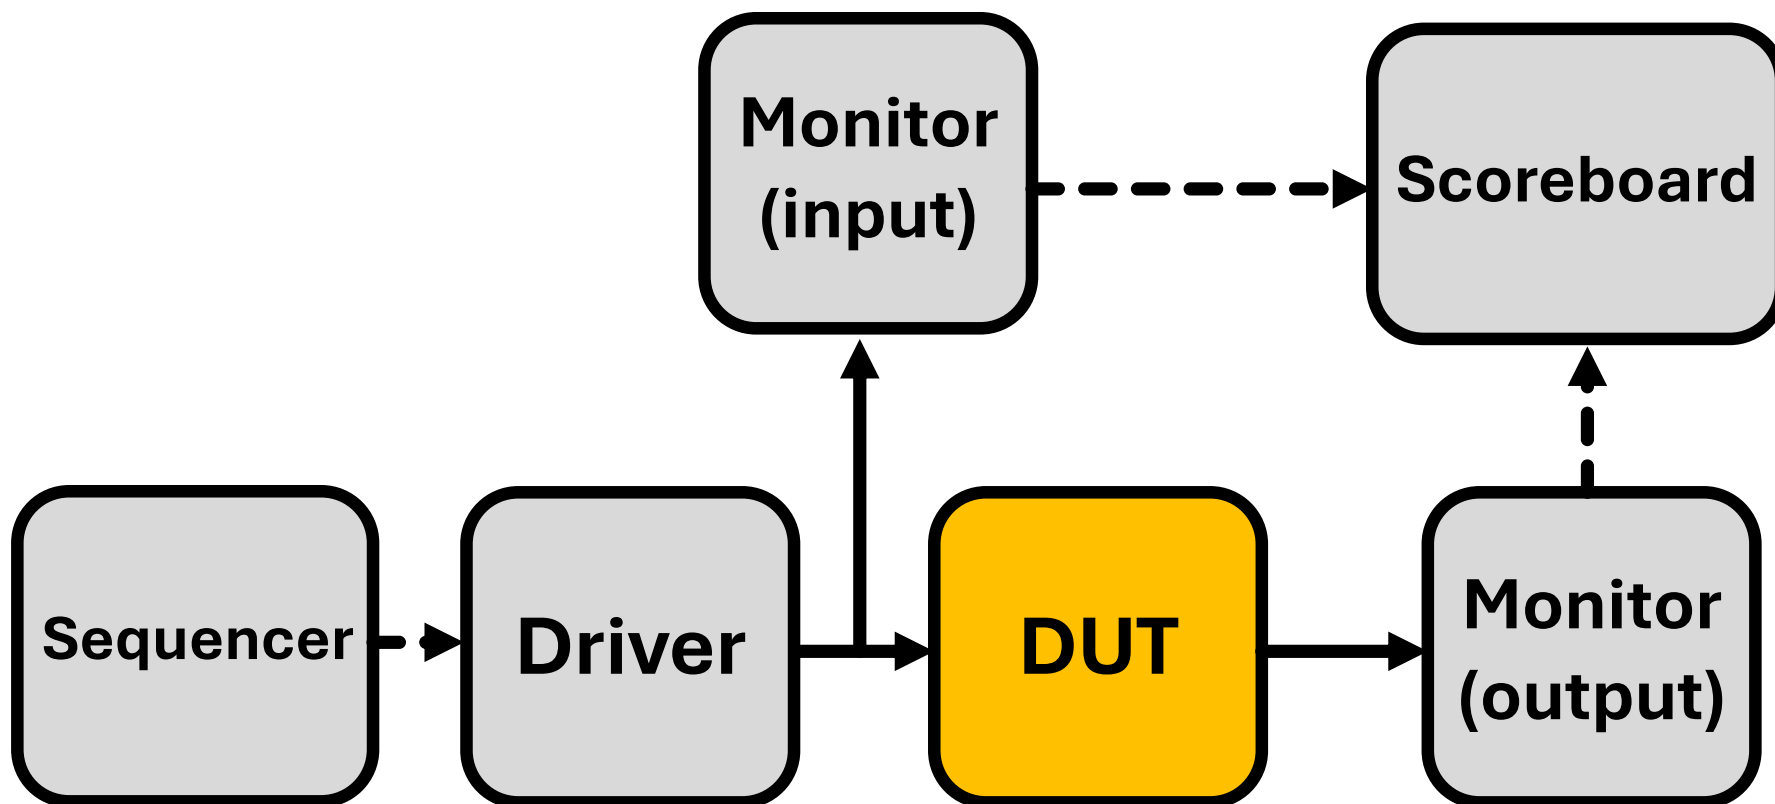 Monitor
(input)
Scoreboard
Sequencer
Driver
DUT
Monitor
(output)